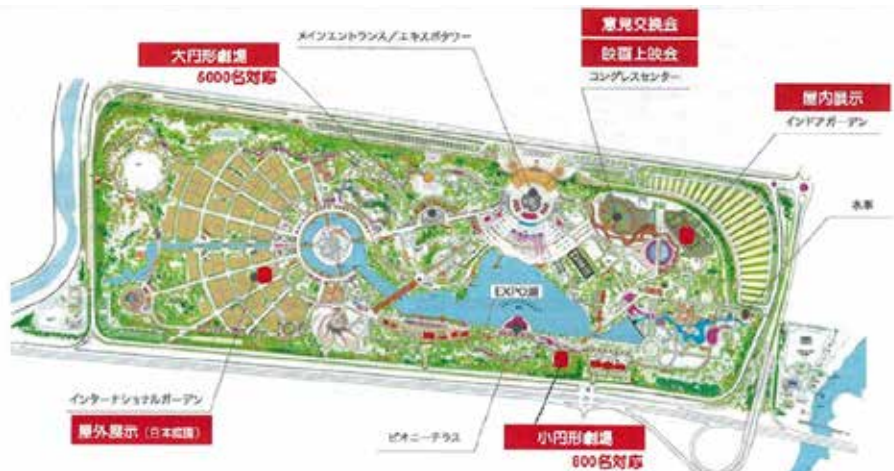 意見交換会
メインエントランス／エキスポタワー
大円形劇場
映画上映会
5000名対応
コングレスセンター
屋内展示
インドアガーデン
水車
EXPO湖
インターナショナルガーデン
屋外展示（日本庭園）
ピオニーテラス
小円形劇場
800名対応